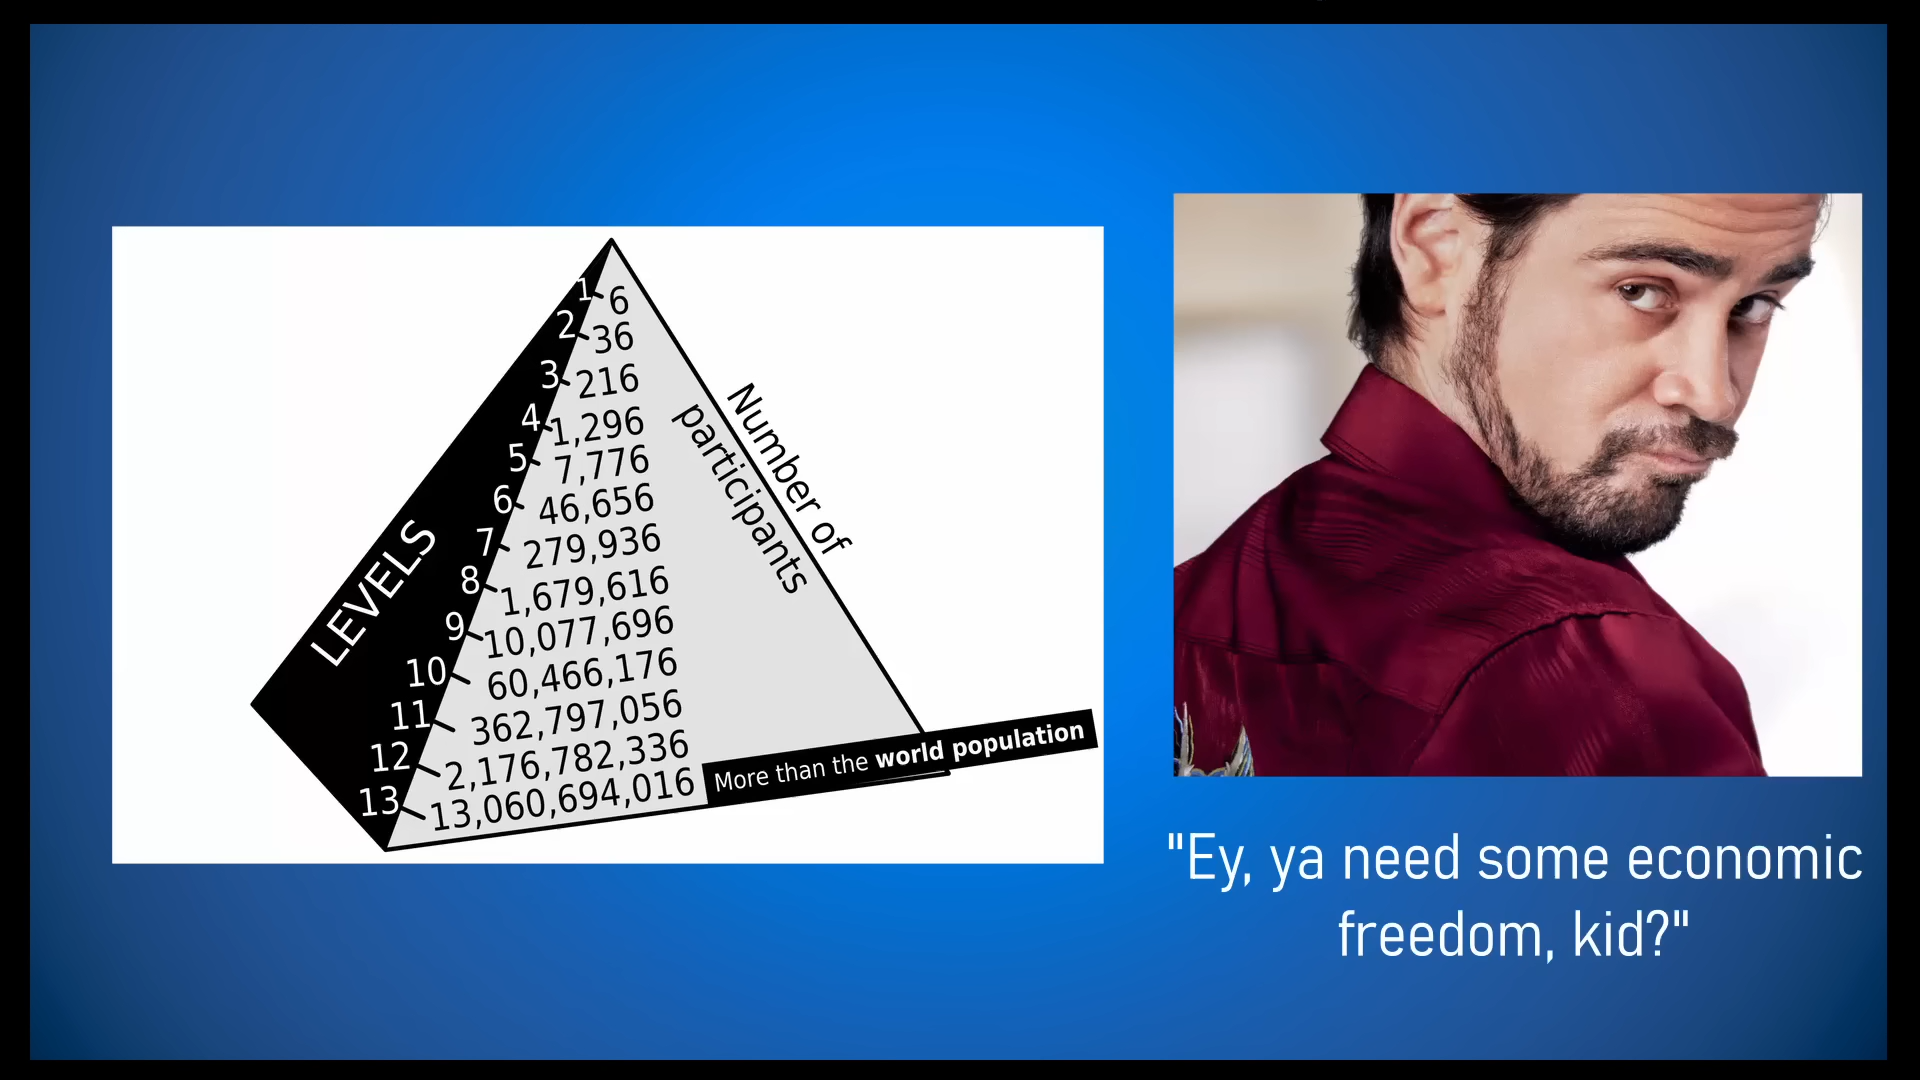 1 6
2 36
3 216
4 1,296
5 7,776
6 46,656
7 279,936
8 1,679,616
9 10,077,696
10 60,466,176
11 362,797,056
12 2,176,782,336
13 13,060,694,016
LEVELS
Number of
participants
More than the world population
"Ey, ya need some economic
freedom, kid?"